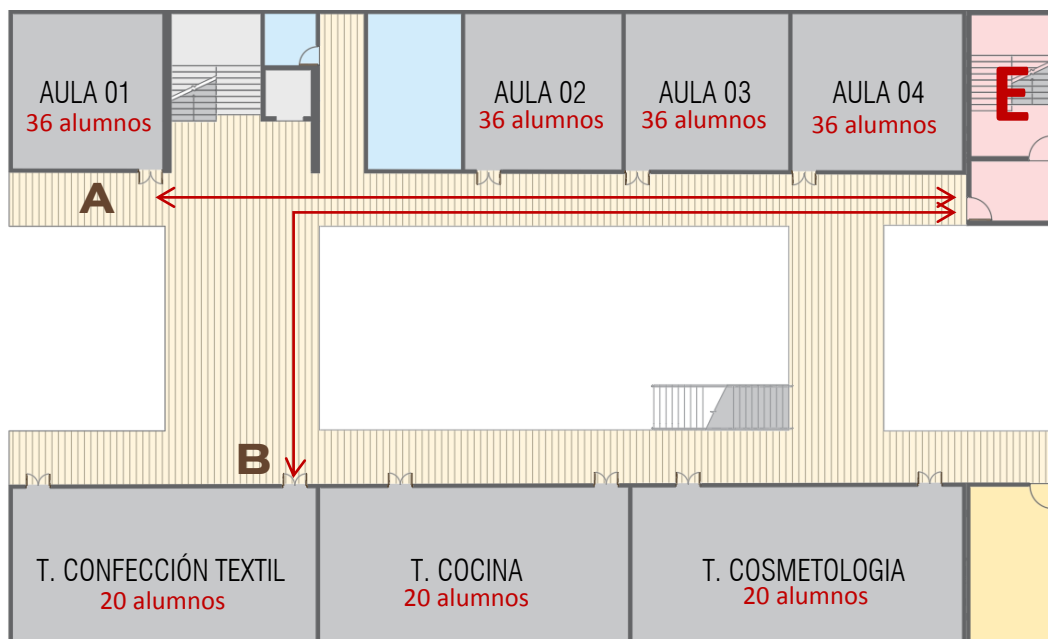 AULA 01
36 alumnos
AULA 02
36 alumnos
AULA 03
36 alumnos
AULA 04
36 alumnos
E
A
B
T. CONFECCIÓN TEXTIL
20 alumnos
T. COCINA
20 alumnos
T. COSMETOLOGIA
20 alumnos